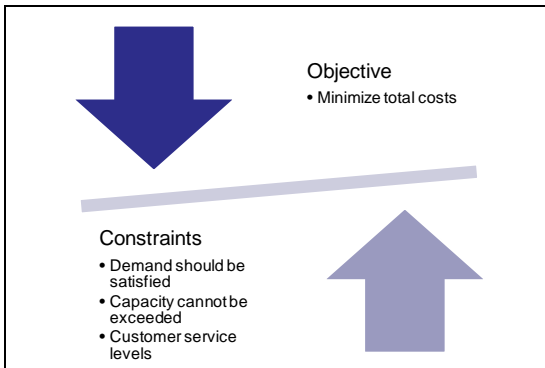 Objective
• Minimize total costs
Constraints
• Demand should be
satisfied
• Capacity cannot be
exceeded
• Customer service
levels